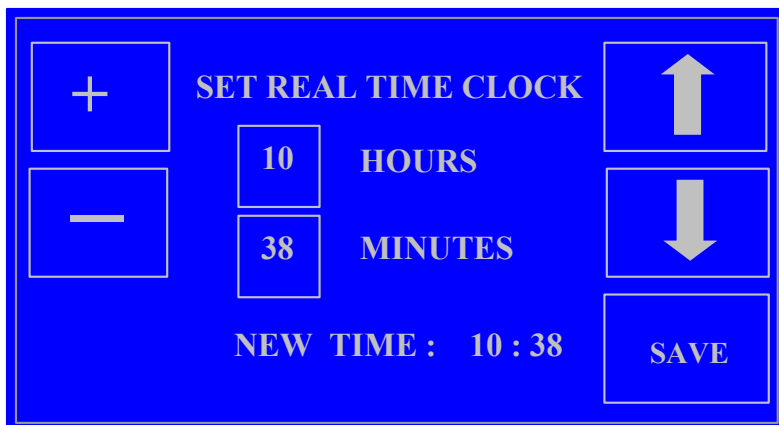 +
SET REAL TIME CLOCK
10 HOURS
—
38 MINUTES
NEW TIME : 10 : 38
SAVE